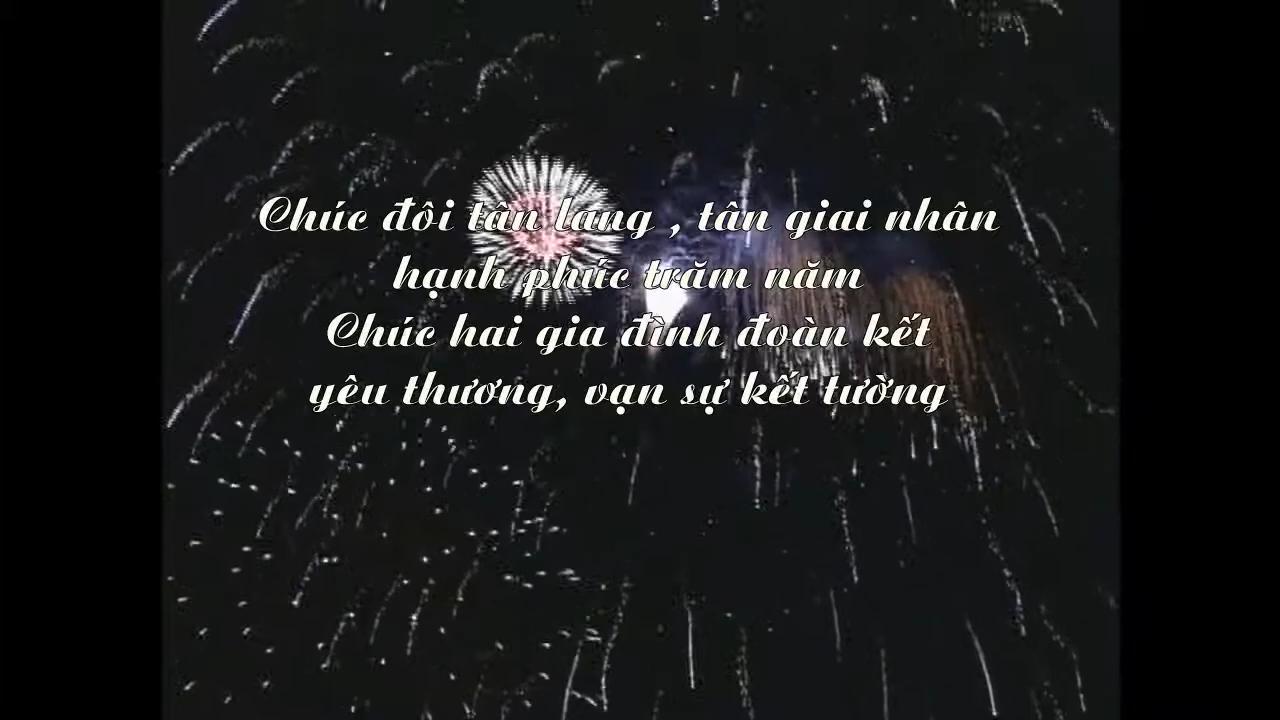 Chúc đôi tân lang , tân giai nhân
hạnh phúc trăm năm
Chúc hai gia đình đoàn kết
yêu thương, vạn sự kết tường